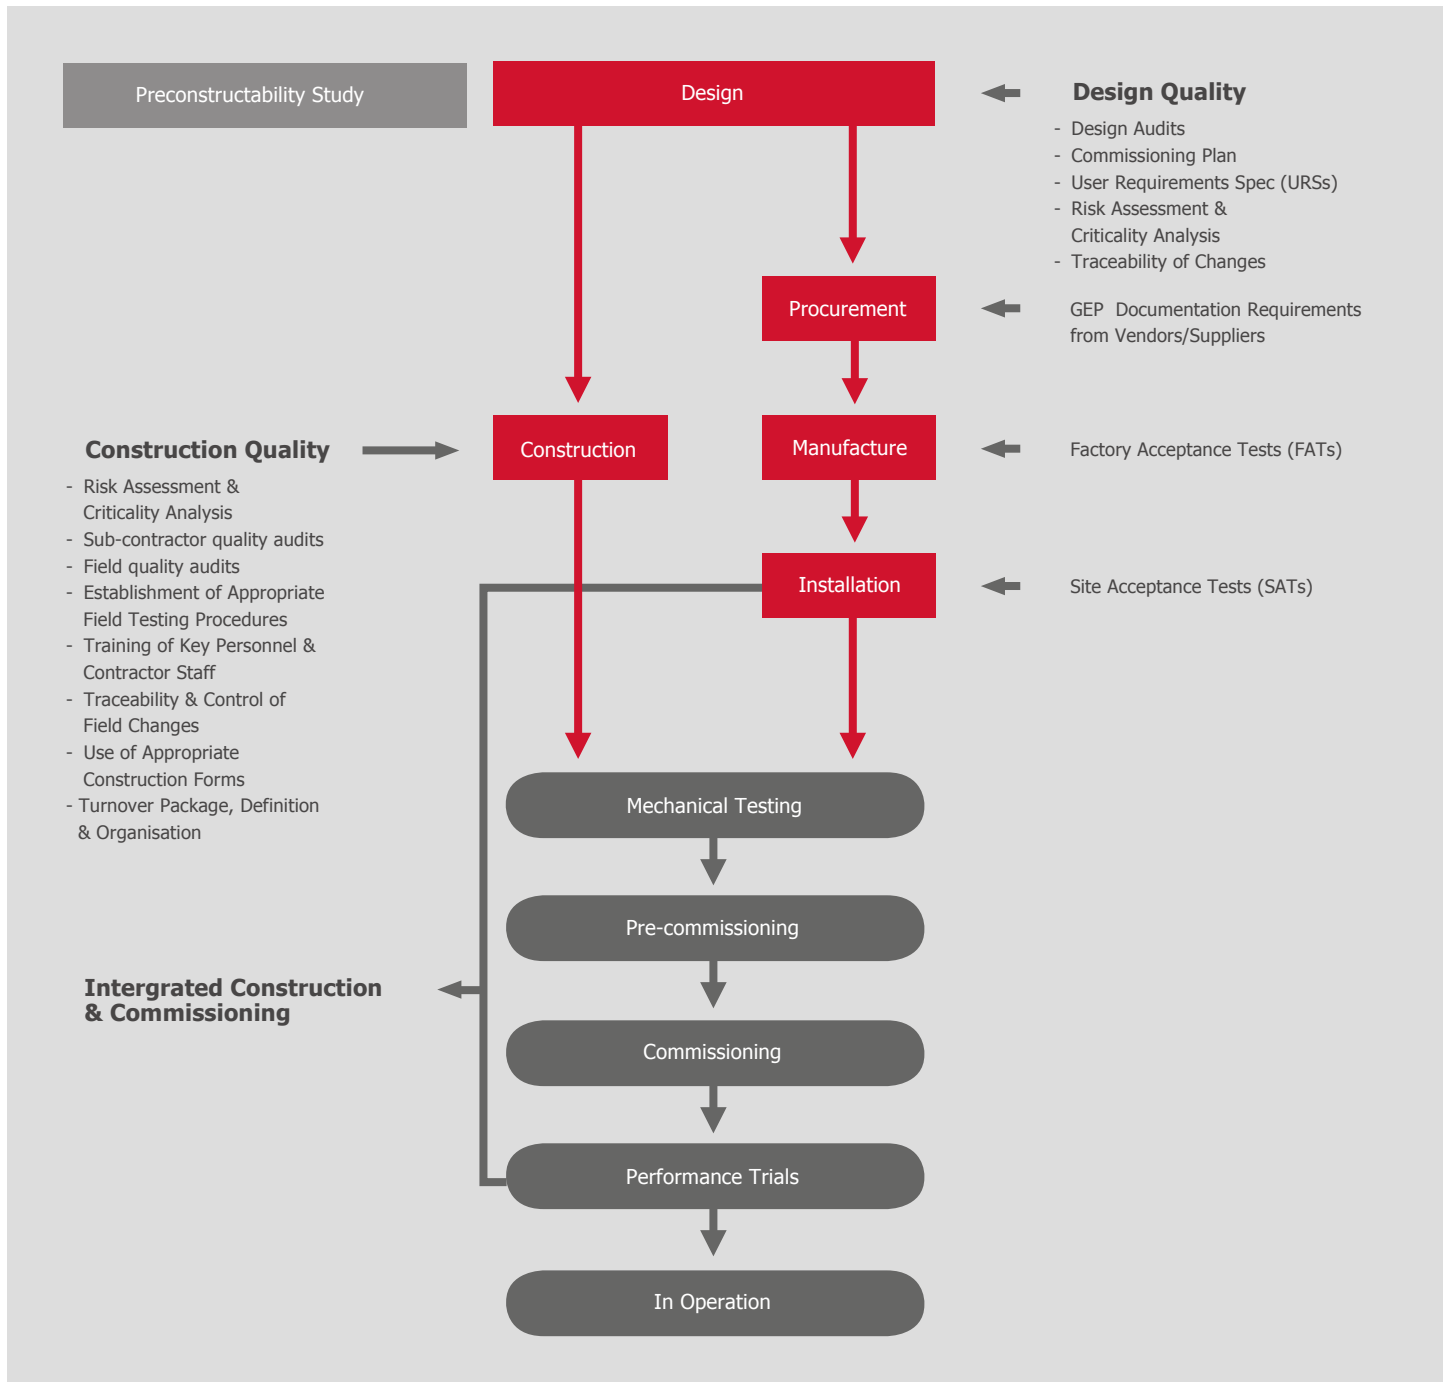 Preconstructability Study
Design
Design Quality
- Design Audits
- Commissioning Plan
- User Requirements Spec (URSs)
- Risk Assessment &
Criticality Analysis
- Traceability of Changes
Procurement
GEP Documentation Requirements
from Vendors/Suppliers
Construction Quality
- Risk Assessment &
Criticality Analysis
- Sub-contractor quality audits
- Field quality audits
- Establishment of Appropriate
Field Testing Procedures
- Training of Key Personnel &
Contractor Staff
- Traceability & Control of
Field Changes
- Use of Appropriate
Construction Forms
- Turnover Package, Definition
& Organisation
Construction
Manufacture
Factory Acceptance Tests (FATs)
Installation
Site Acceptance Tests (SATs)
Mechanical Testing
Pre-commissioning
Intergrated Construction
& Commissioning
Commissioning
Performance Trials
In Operation